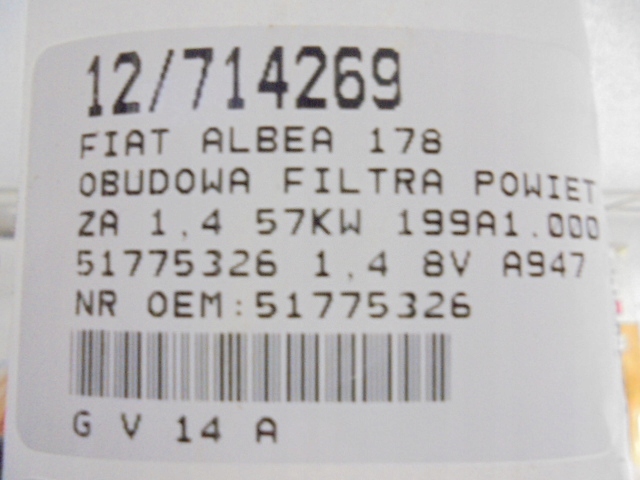 12/714269
FIAT ALBEA 178
OBUDOWA FILTRA POWIET
ZA 1,4 57KW 199A1.000
51775326 1,4 8V A947
NR OEM:51775326
G V 14 A